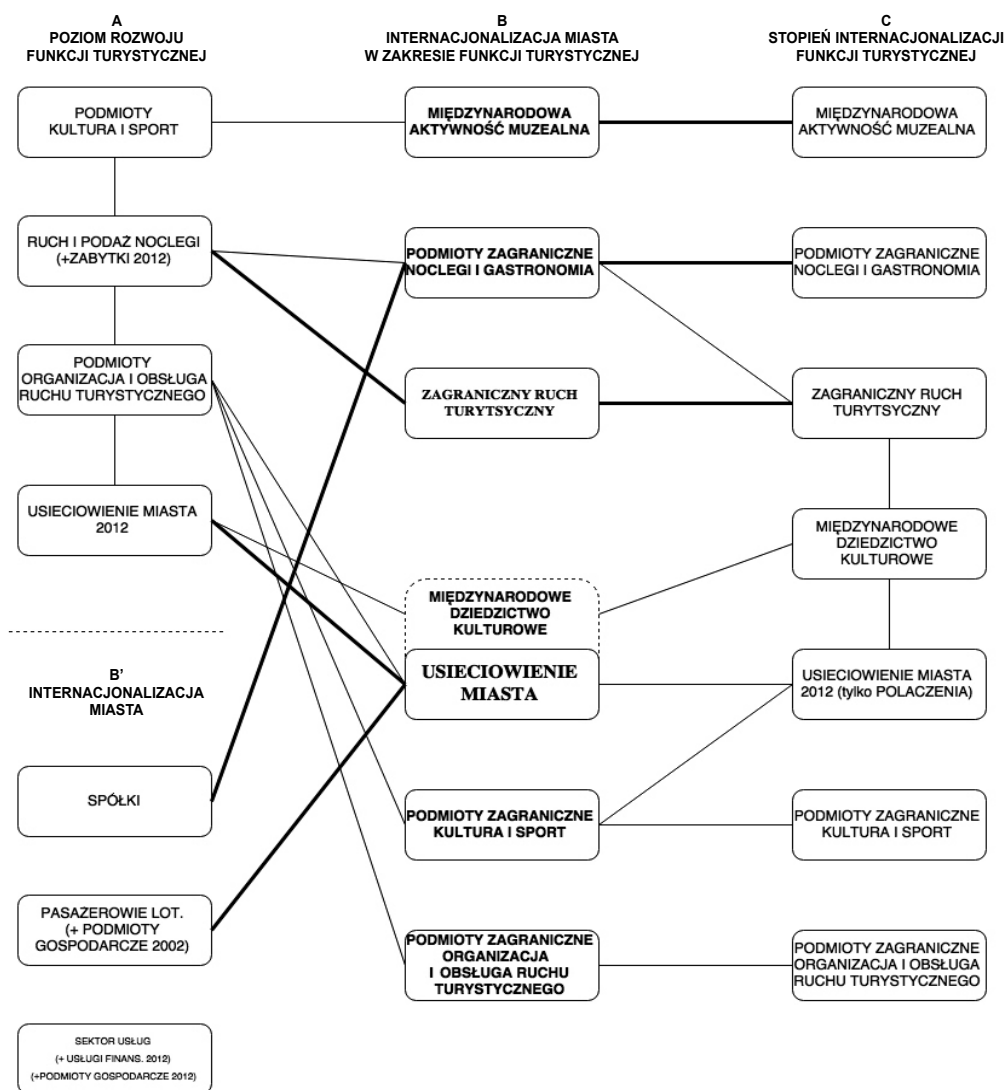 A
POZIOM ROZWOJU
FUNKCJI TURYSTYCZNEJ
B
INTERNACJONALIZACJA MIASTA
W ZAKRESIE FUNKCJI TURYSTYCZNEJ
C
STOPIEŃ INTERNACJONALIZACJI
FUNKCJI TURYSTYCZNEJ
PODMIOTY
KULTURA I SPORT
MIĘDZYNARODOWA
AKTYWNOŚĆ MUZEALNA
MIĘDZYNARODOWA
AKTYWNOŚĆ MUZEALNA
RUCH I PODAŻ NOCLEGI
(+ZABYTKI 2012)
PODMIOTY ZAGRANICZNE
NOCLEGI I GASTRONOMIA
PODMIOTY ZAGRANICZNE
NOCLEGI I GASTRONOMIA
PODMIOTY
ORGANIZACJA I OBSŁUGA
RUCHU TURYSTYCZNEGO
ZAGRANICZNY RUCH
TURYTSYCZNY
ZAGRANICZNY RUCH
TURYTSYCZNY
USIECIOWIENIE MIASTA
2012
MIĘDZYNARODOWE
DZIEDZICTWO
KULTUROWE
MIĘDZYNARODOWE
DZIEDZICTWO
KULTUROWE
B'
INTERNACJONALIZACJA
MIASTA
USIECIOWIENIE
MIASTA
USIECIOWIENIE MIASTA
2012 (tylko POLACZENIA)
SPÓŁKI
PODMIOTY ZAGRANICZNE
KULTURA I SPORT
PODMIOTY ZAGRANICZNE
KULTURA I SPORT
PASAŻEROWIE LOT.
(+ PODMIOTY
GOSPODARCZE 2002)
PODMIOTY ZAGRANICZNE
ORGANIZACJA
I OBSŁUGA RUCHU
TURYSTYCZNEGO
PODMIOTY ZAGRANICZNE
ORGANIZACJA I OBSŁUGA
RUCHU TURYSTYCZNEGO
SEKTOR USŁUG
(+ USŁUGI FINANS. 2012)
(+PODMIOTY GOSPODARCZE 2012)